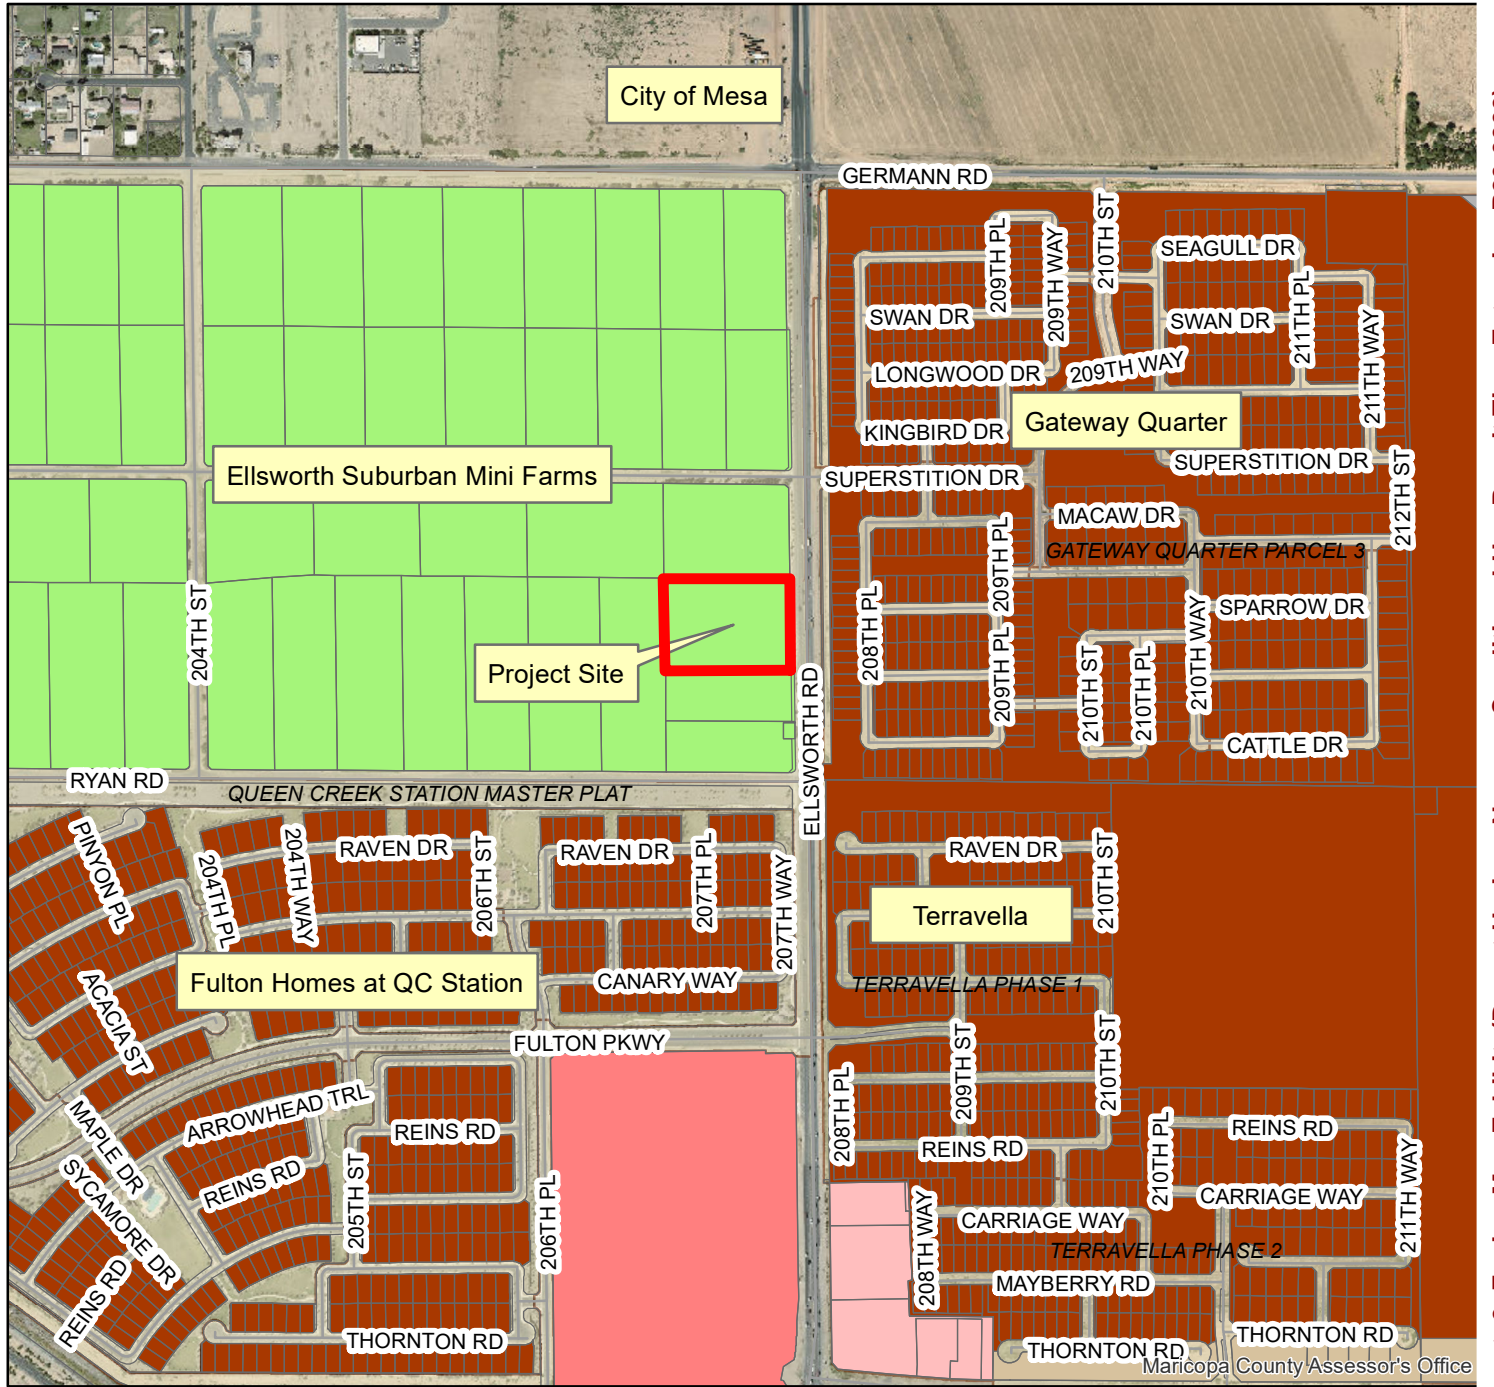 City of Mesa
GERMANN RD
210TH ST
209TH PL
209TH WAY
SEAGULL DR
211TH PL
SWAN DR
SWAN DR
211TH WAY
LONGWOOD DR
209TH WAY
Gateway Quarter
KINGBIRD DR
SUPERSTITION DR
SUPERSTITION DR
Ellsworth Suburban Mini Farms
212TH ST
MACAW DR
GATEWAY QUARTER PARCEL 3
209TH PL
208TH PL
SPARROW DR
204TH ST
210TH WAY
Project Site
209TH PL
210TH ST
210TH PL
ELLSWORTH RD
CATTLE DR
RYAN RD
QUEEN CREEK STATION MASTER PLAT
PINYON PL
204TH PL
204TH WAY
RAVEN DR
206TH ST
RAVEN DR
207TH PL
207TH WAY
RAVEN DR
210TH ST
Terravella
Fulton Homes at QC Station
CANARY WAY
TERRAVELLA PHASE 1
ACACIA ST
FULTON PKWY
209TH ST
210TH ST
208TH PL
MAPLE DR
ARROWHEAD TRL
REINS RD
REINS RD
REINS RD
210TH PL
211TH WAY
SYCAMORE DR
REINS RD
205TH ST
206TH PL
CARRIAGE WAY
208TH WAY
CARRIAGE WAY
TERRAVELLA PHASE 2
MAYBERRY RD
REINS RD
THORNTON RD
THORNTON RD
THORNTON RD
Maricopa County Assessor's Office